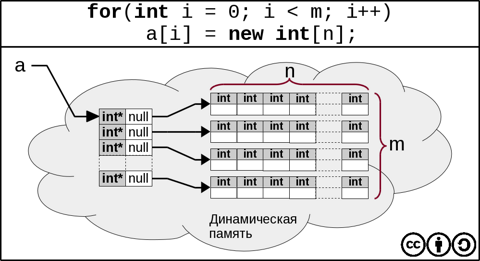 for(int i = 0; i < m; i++)
a[i] = new int[n];
a
n
int int int int int
int* null
int* null
int int int int int
int* null
m
int int int int int
int* null
int int int int int
Динамическая
память
cc